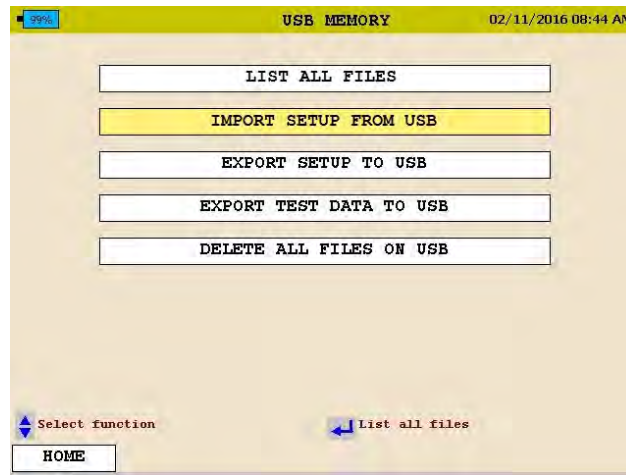 99% USB MEMORY 02/11/2016 08:44 AM
LIST ALL FILES
IMPORT SETUP FROM USB
EXPORT SETUP TO USB
EXPORT TEST DATA TO USB
DELETE ALL FILES ON USB
Select function List all files
HOME